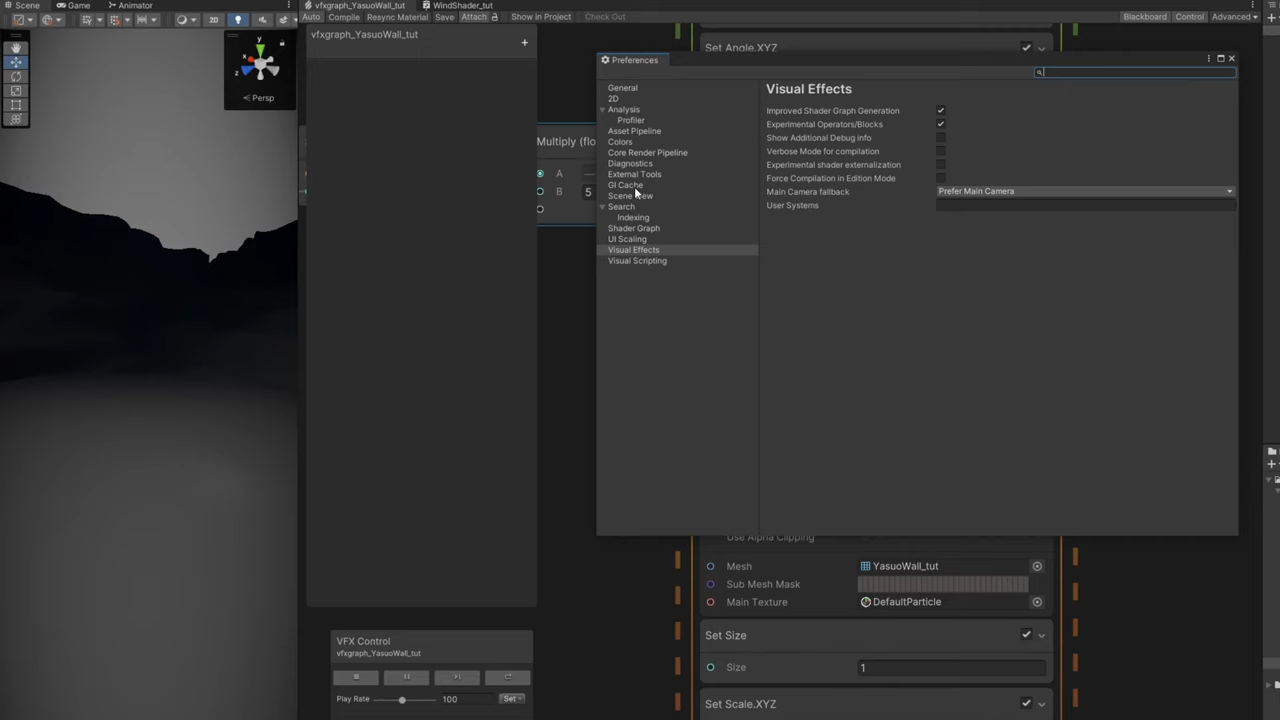 Scene
Game
Animator
2D
y
x
z
Persp
vfxgraph_YasuoWall_tut
WindShader_tut
Auto
Compile
Resync Material
Save
Attach
Show in Project
Check Out
Blackboard
Control
Advanced
vfxgraph_YasuoWall_tut
+
Set Angle.XYZ
Multiply (flo
A
B
5
Preferences
General
2D
Analysis
Profiler
Asset Pipeline
Colors
Core Render Pipeline
Diagnostics
External Tools
GI Cache
Scene View
Search
Indexing
Shader Graph
UI Scaling
Visual Effects
Visual Scripting
Visual Effects
Improved Shader Graph Generation
Experimental Operators/Blocks
Show Additional Debug info
Verbose Mode for compilation
Experimental shader externalization
Force Compilation in Edition Mode
Main Camera fallback
Prefer Main Camera
User Systems
Use Alpha Clipping
Mesh
YasuoWall_tut
Sub Mesh Mask
Main Texture
DefaultParticle
Set Size
Size
1
Set Scale.XYZ
VFX Control
vfxgraph_YasuoWall_tut
Play Rate
100
Set